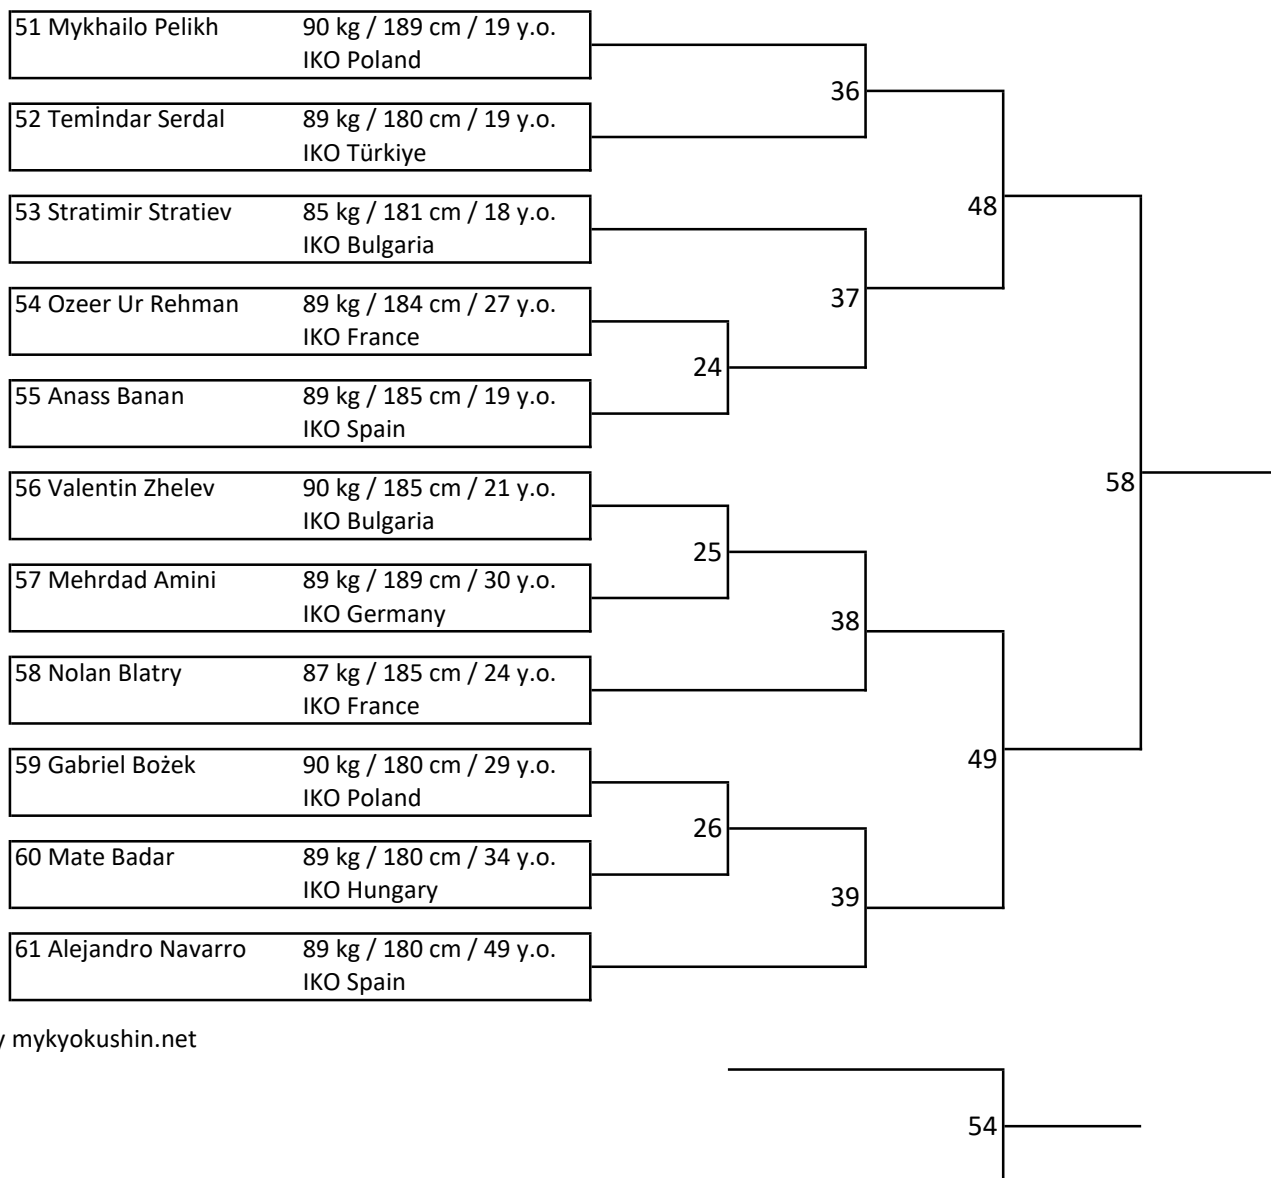 51 Mykhailo Pelikh 90 kg / 189 cm / 19 y.o.
IKO Poland
36
52 Temİndar Serdal 89 kg / 180 cm / 19 y.o.
IKO Türkiye
53 Stratimir Stratiev 85 kg / 181 cm / 18 y.o.
48
IKO Bulgaria
54 Ozeer Ur Rehman 89 kg / 184 cm / 27 y.o.
37
IKO France
24
55 Anass Banan 89 kg / 185 cm / 19 y.o.
IKO Spain
56 Valentin Zhelev 90 kg / 185 cm / 21 y.o.
58
IKO Bulgaria
25
57 Mehrdad Amini 89 kg / 189 cm / 30 y.o.
IKO Germany
38
58 Nolan Blatry 87 kg / 185 cm / 24 y.o.
IKO France
59 Gabriel Bożek 90 kg / 180 cm / 29 y.o.
49
IKO Poland
26
60 Mate Badar 89 kg / 180 cm / 34 y.o.
IKO Hungary
39
61 Alejandro Navarro 89 kg / 180 cm / 49 y.o.
IKO Spain
y mykyokushin.net
54